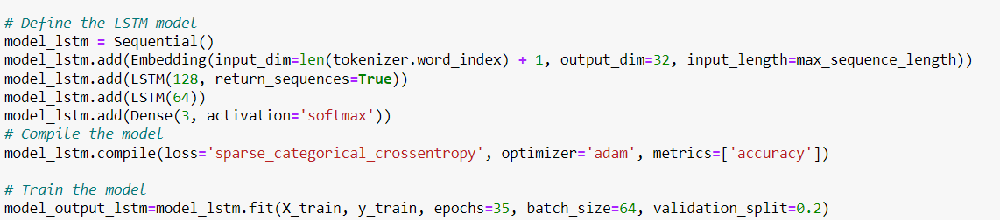 # Define the LSTM model
model_lstm = Sequential()
model_lstm.add(Embedding(input_dim=len(tokenizer.word_index) + 1, output_dim=32, input_length=max_sequence_length))
model_lstm.add(LSTM(128, return_sequences=True))
model_lstm.add(LSTM(64))
model_lstm.add(Dense(3, activation='softmax'))
# Compile the model
model_lstm.compile(loss='sparse_categorical_crossentropy', optimizer='adam', metrics=['accuracy'])
# Train the model
model_output_lstm=model_lstm.fit(X_train, y_train, epochs=35, batch_size=64, validation_split=0.2)